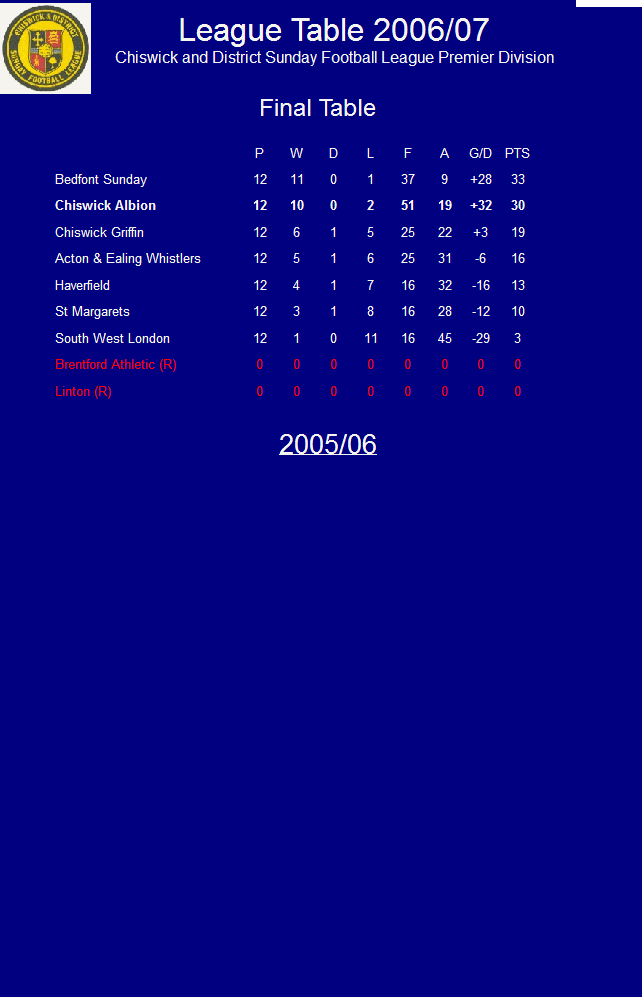 CHISWICK & DISTRICT
SUNDAY FOOTBALL LEAGUE
League Table 2006/07
Chiswick and District Sunday Football League Premier Division
Final Table
P W D L F A G/D PTS
Bedfont Sunday 12 11 0 1 37 9 +28 33
Chiswick Albion 12 10 0 2 51 19 +32 30
Chiswick Griffin 12 6 1 5 25 22 +3 19
Acton & Ealing Whistlers 12 5 1 6 25 31 -6 16
Haverfield 12 4 1 7 16 32 -16 13
St Margarets 12 3 1 8 16 28 -12 10
South West London 12 1 0 11 16 45 -29 3
Brentford Athletic (R) 0 0 0 0 0 0 0 0
Linton (R) 0 0 0 0 0 0 0 0
2005/06